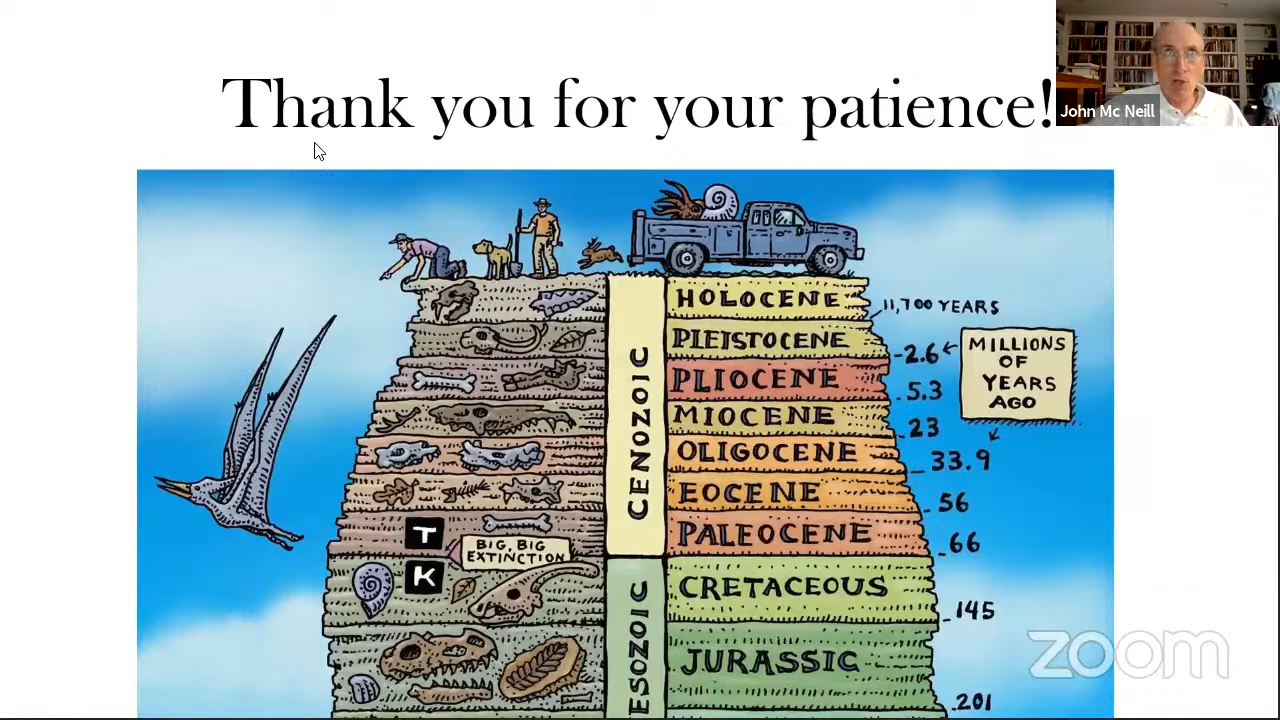 Thank you for your patience!
John Mc Neill
HOLOCENE
11,700 YEARS
PLEISTOCENE
2.6
MILLIONS
OF
YEARS
AGO
PLIOCENE
5.3
MIOCENE
23
OLIGOCENE
33.9
EOCENE
56
PALEOCENE
66
CENOZOIC
T
BIG, BIG
EXTINCTION
K
CRETACEOUS
145
JURASSIC
201
ESOZOIC
zoom